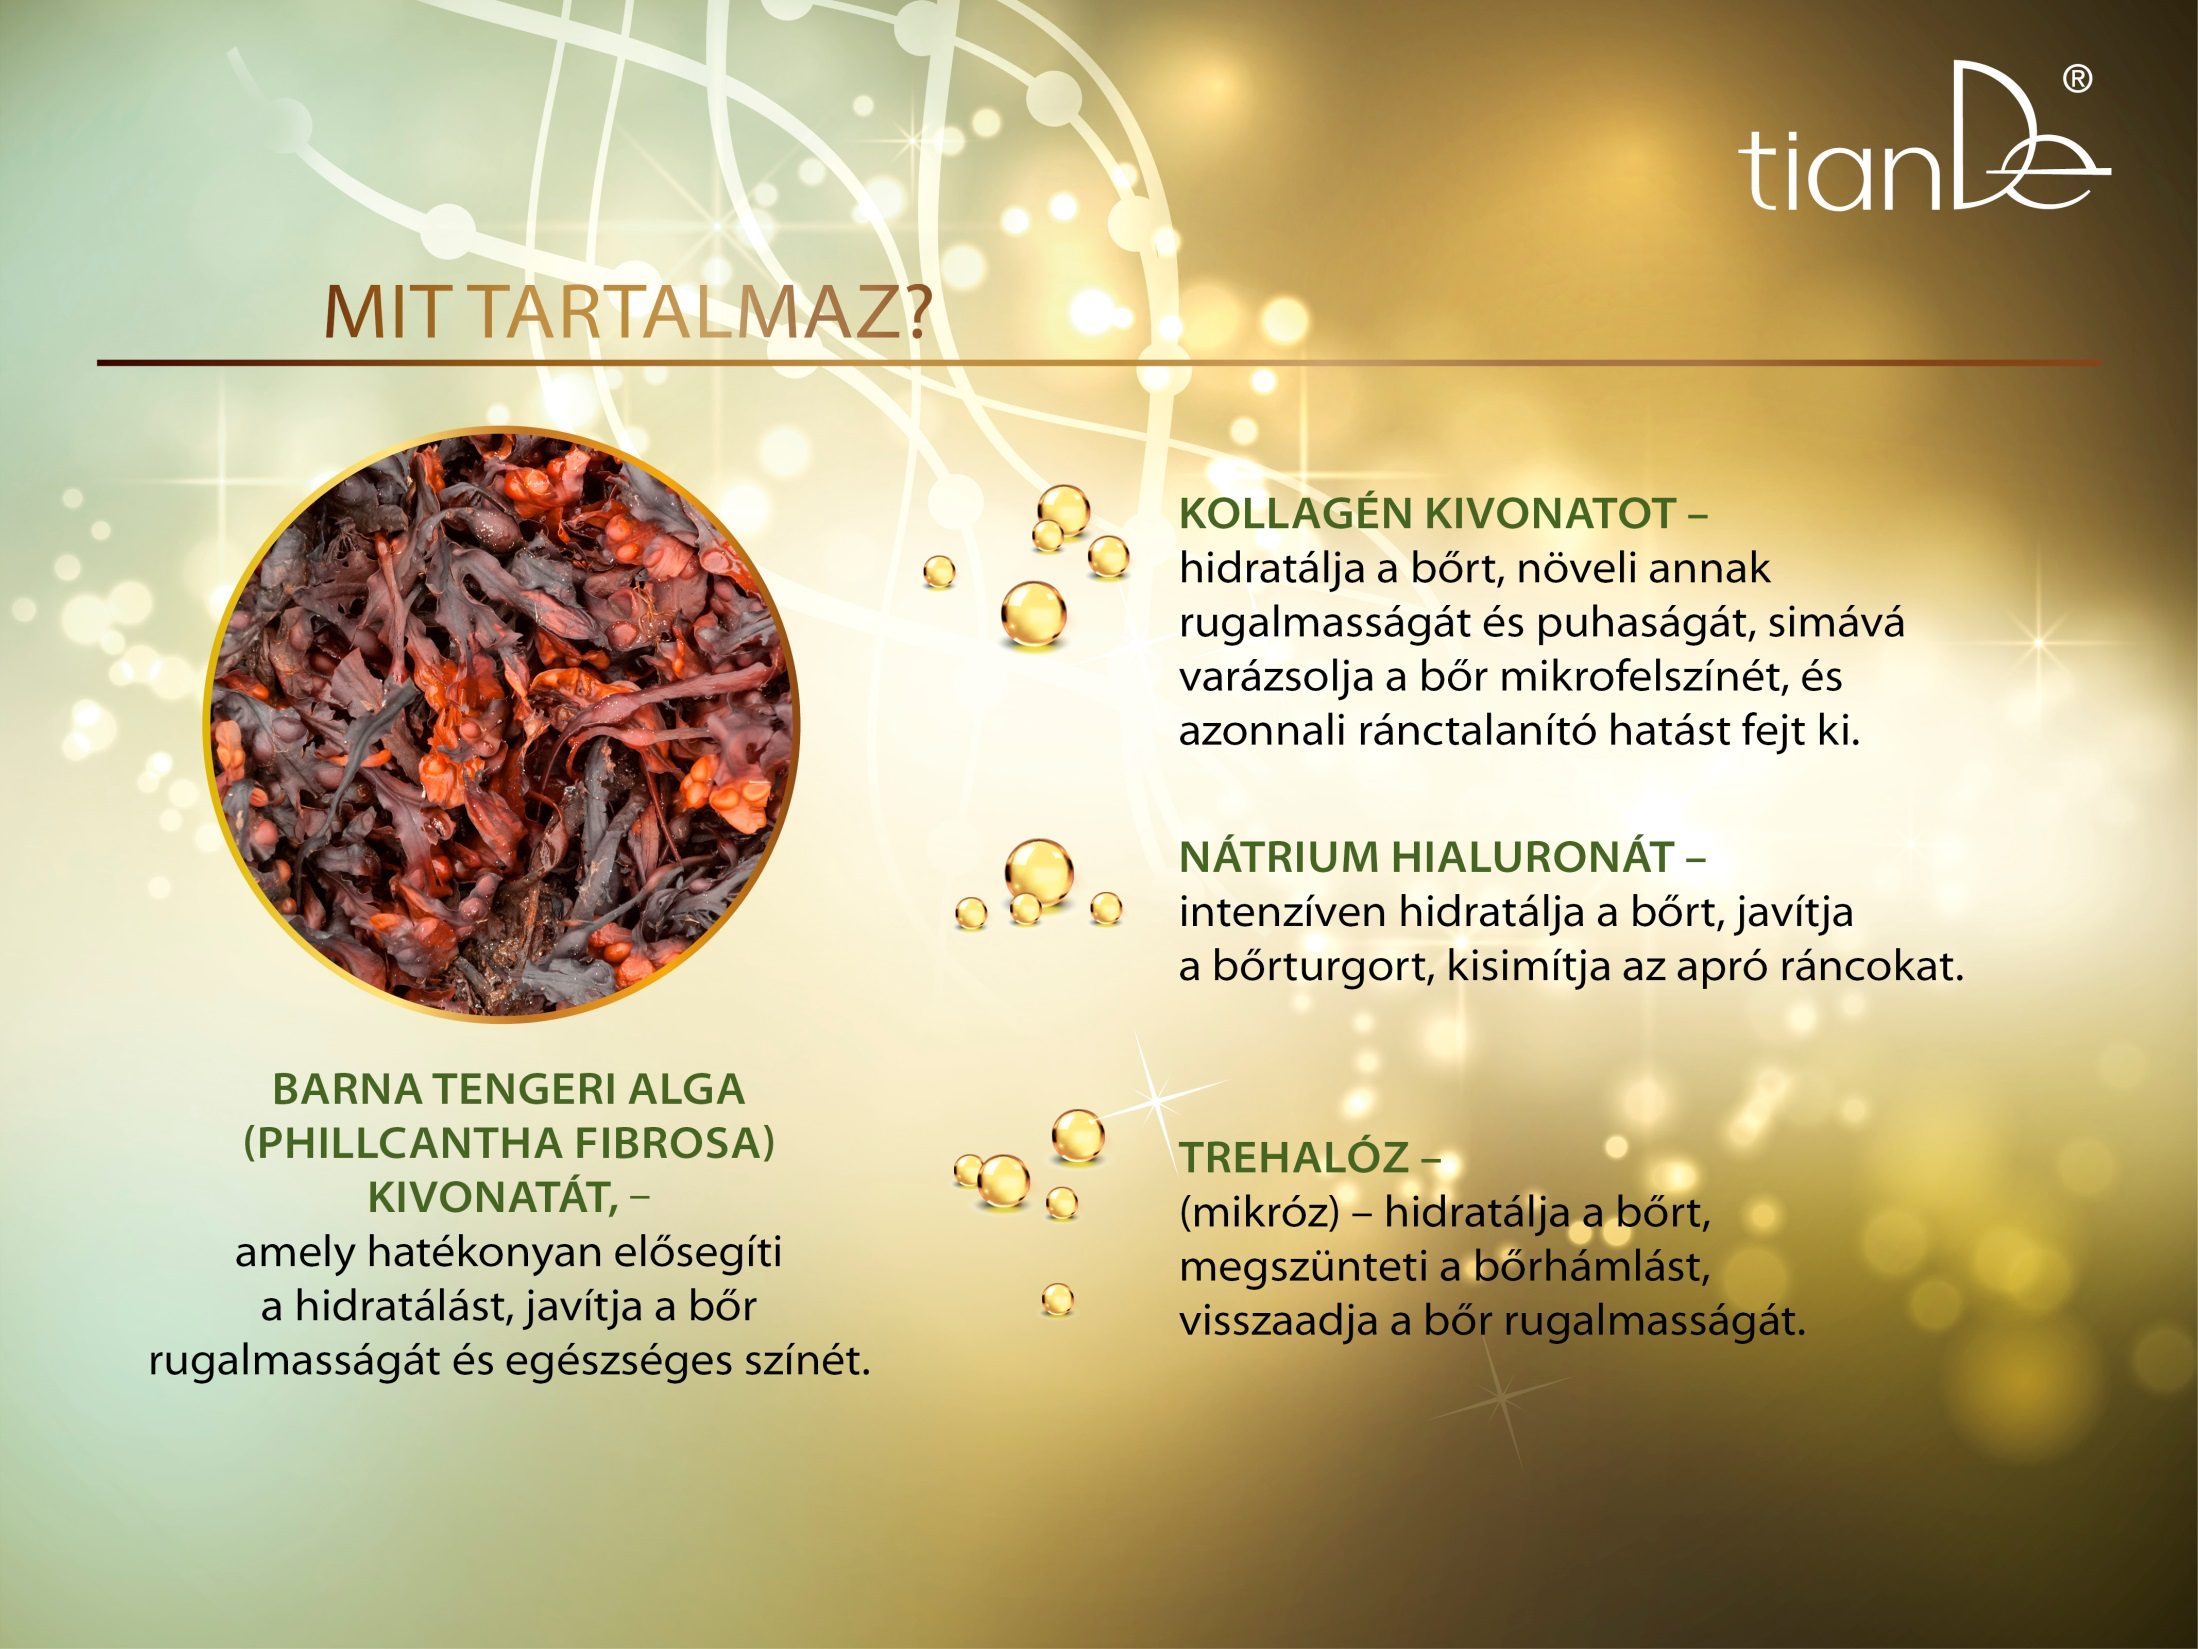 tianDe®
MIT TARTALMAZ?
BARNA TENGERI ALGA
(PHILLCANTHA FIBROSA)
KIVONATÁT, –
amely hatékonyan elősegíti
a hidratálást, javítja a bőr
rugalmasságát és egészséges színét.
KOLLAGÉN KIVONATOT –
hidratálja a bőrt, növeli annak
rugalmasságát és puhaságát, simává
varázsolja a bőr mikrofelszínét, és
azonnali ránctalanító hatást fejt ki.
NÁTRIUM HIALURONÁT –
intenzíven hidratálja a bőrt, javítja
a bőrturgort, kisimítja az apró ráncokat.
TREHALÓZ –
(mikróz) – hidratálja a bőrt,
megszünteti a bőrhámlást,
visszaadja a bőr rugalmasságát.